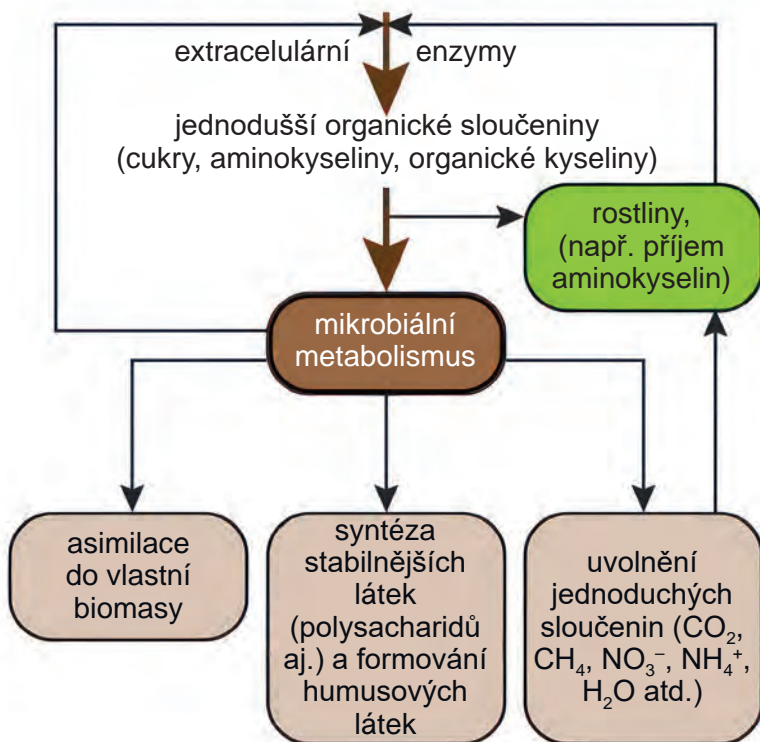 extracelulární enzymy
jednodušší organické sloučeniny
(cukry, aminokyseliny, organické kyseliny)
rostliny,
(např. příjem
aminokyselin)
mikrobiální
metabolismus
asimilace
do vlastní
biomasy
syntéza
stabilnějších
látek
(polysacharidů
aj.) a formování
humusových
látek
uvolnění
jednoduchých
sloučenin (CO₂,
CH₄, NO₃⁻, NH₄⁺,
H₂O atd.)